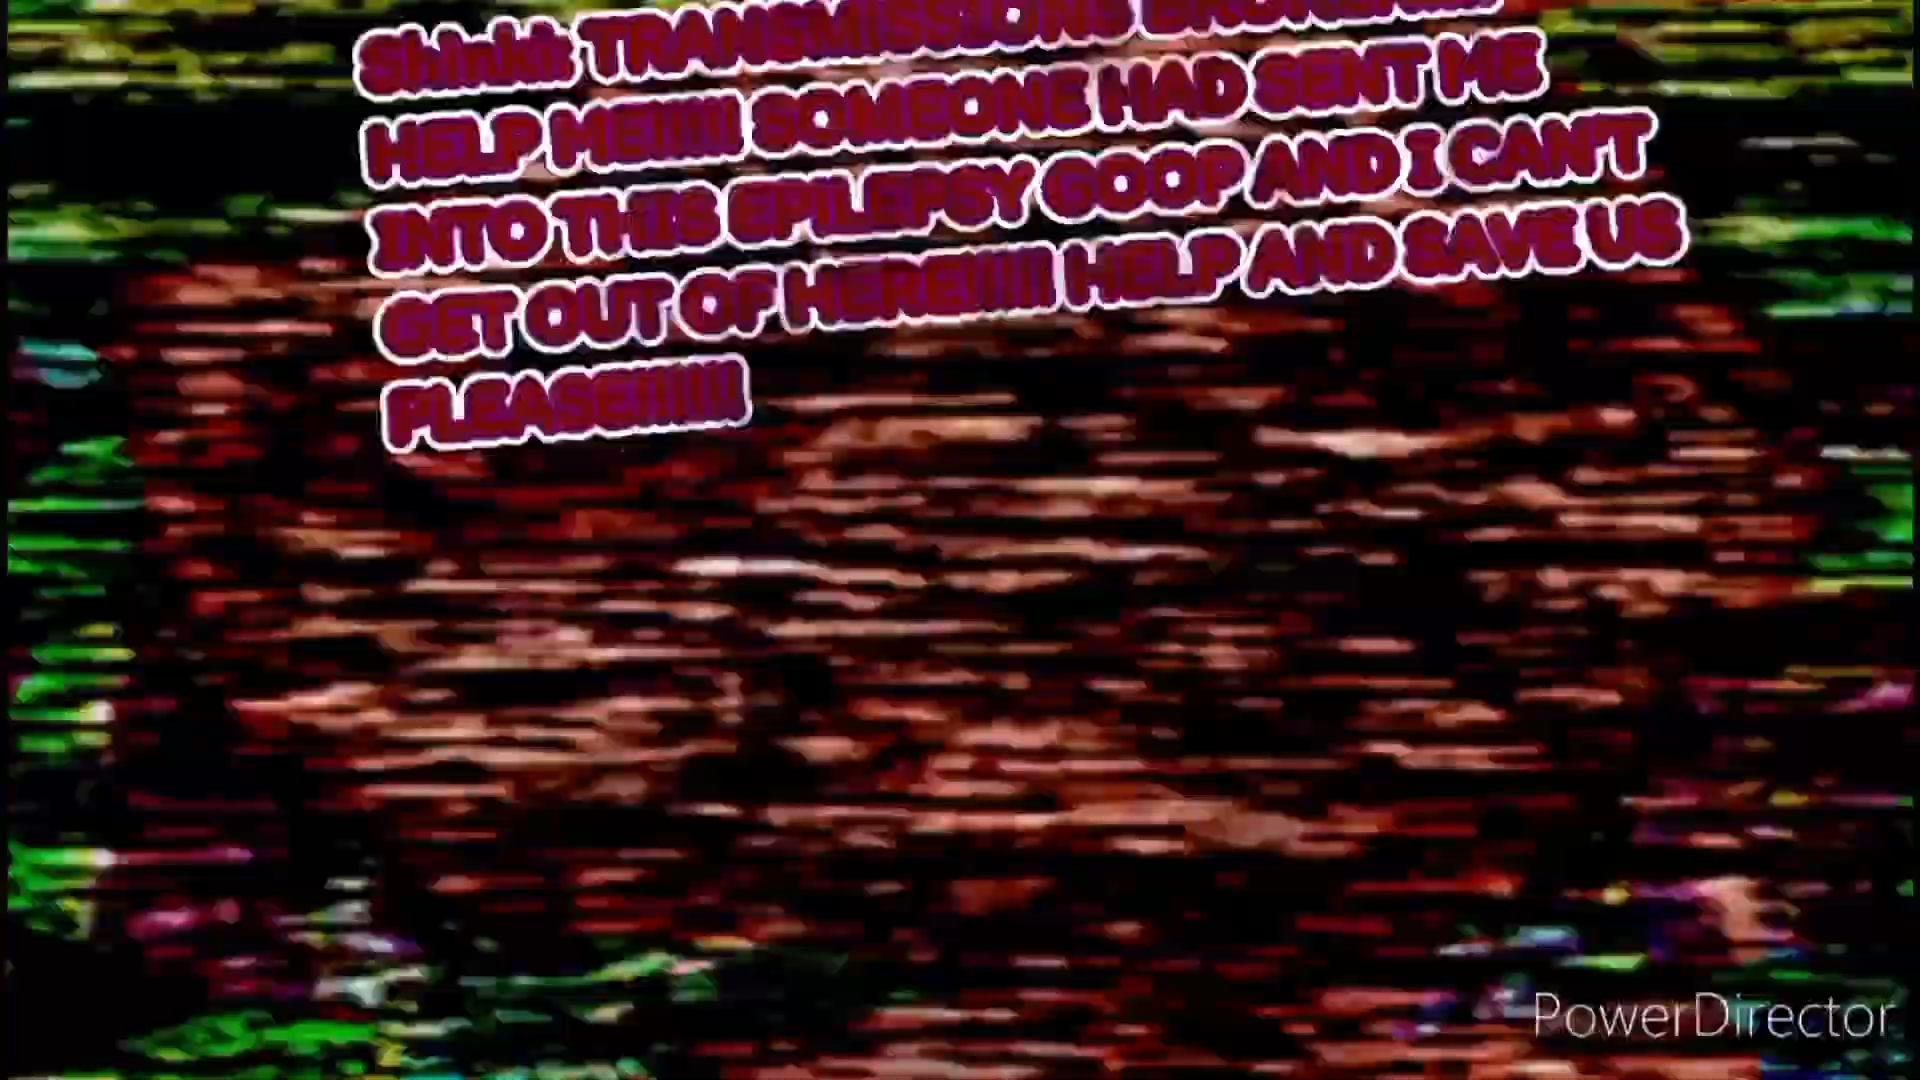 Shinki: TRANSMISSIONS
HELP ME!!!!!! SOMEONE HAD SENT ME
INTO THIS EPILEPSY GOOP AND I CAN'T
GET OUT OF HERE!!!!!! HELP AND SAVE US
PLEASE!!!!!!!
PowerDirector